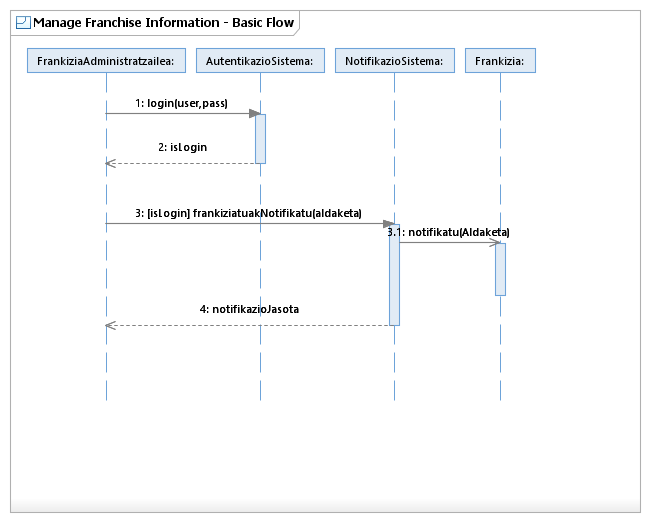 Manage Franchise Information - Basic Flow
FrankiziaAdministratzailea:
AutentikazioSistema:
NotifikazioSistema:
Frankizia:
1: login(user,pass)
2: isLogin
3: [isLogin] frankiziatuakNotifikatu(aldaketa)
3.1: notifikatu(Aldaketa)
4: notifikazioJasota